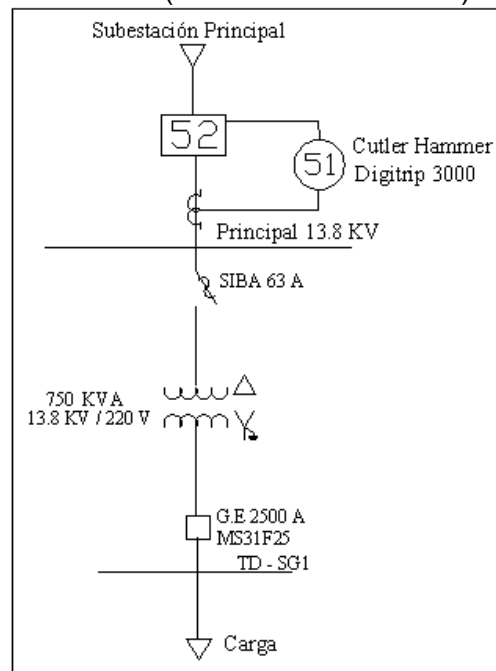 Subestación Principal
52
51
Cutler Hammer
Digitrip 3000
Principal 13.8 KV
SIBA 63 A
750 KVA
13.8 KV / 220 V
G.E 2500 A
MS31F25
TD - SG1
Carga